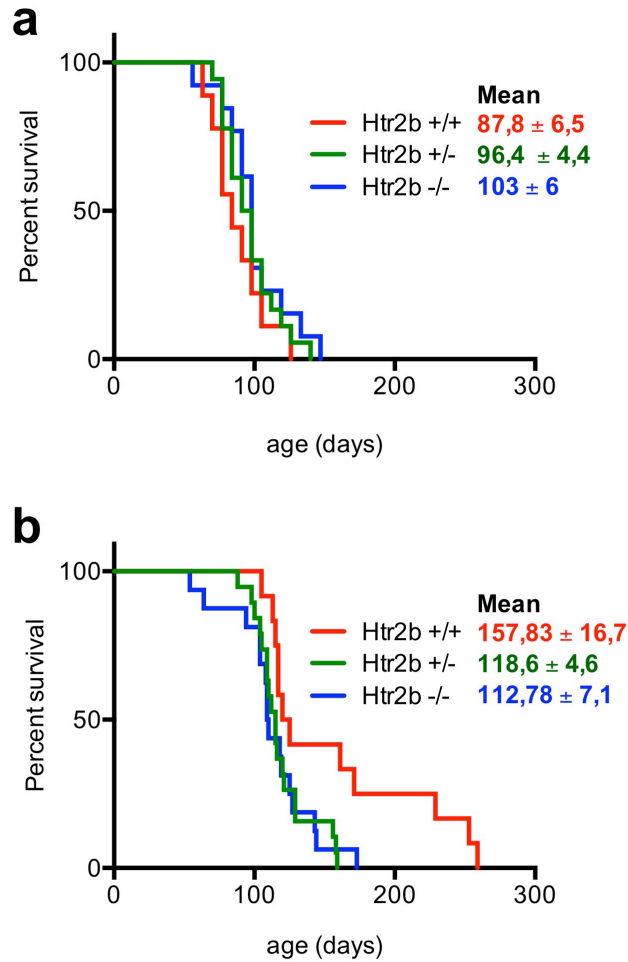 a
100
50
0
0 100 200 300
Percent survival
age (days)
Mean
Htr2b +/+ 87,8 ± 6,5
Htr2b +/- 96,4 ± 4,4
Htr2b -/- 103 ± 6
b
100
50
0
0 100 200 300
Percent survival
age (days)
Mean
Htr2b +/+ 157,83 ± 16,7
Htr2b +/- 118,6 ± 4,6
Htr2b -/- 112,78 ± 7,1